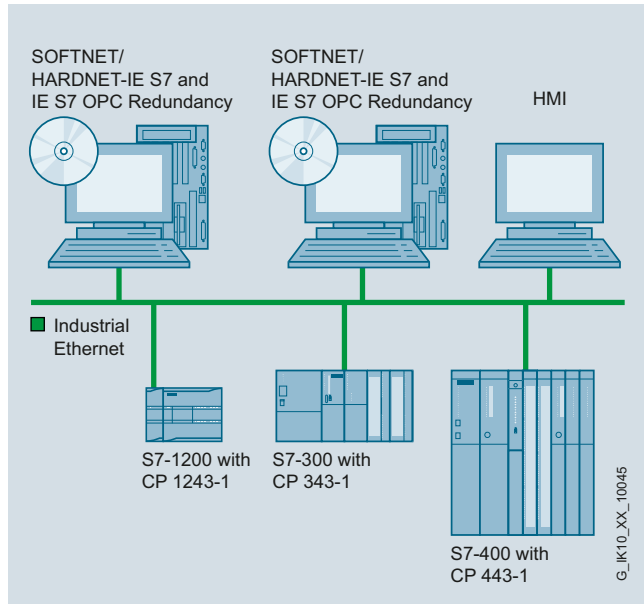 SOFTNET/
HARDNET-IE S7 and
IE S7 OPC Redundancy
SOFTNET/
HARDNET-IE S7 and
IE S7 OPC Redundancy
HMI
Industrial
Ethernet
S7-1200 with
CP 1243-1
S7-300 with
CP 343-1
S7-400 with
CP 443-1
G_IK10_XX_10045